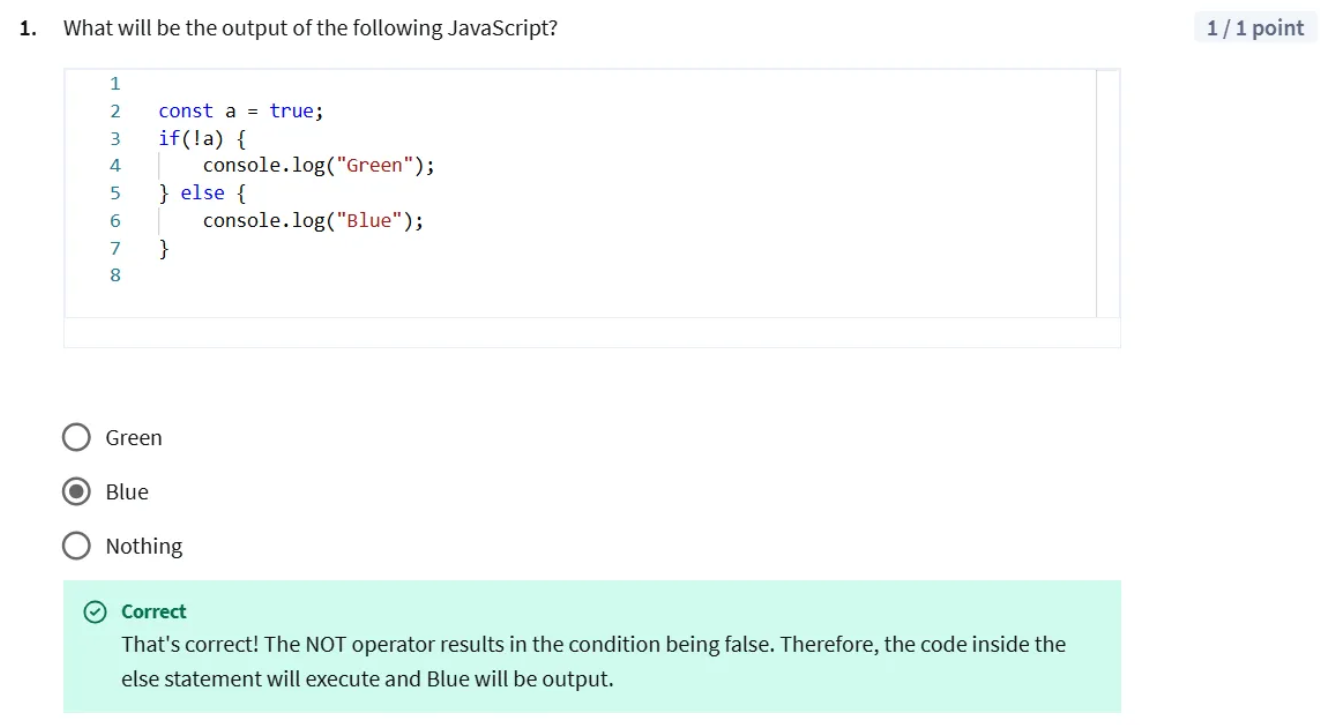 1. What will be the output of the following JavaScript?
1 / 1 point
1
2 const a = true;
3 if(!a) {
4     console.log("Green");
5 } else {
6     console.log("Blue");
7 }
8
Green
Blue
Nothing
Correct
That's correct! The NOT operator results in the condition being false. Therefore, the code inside the
else statement will execute and Blue will be output.